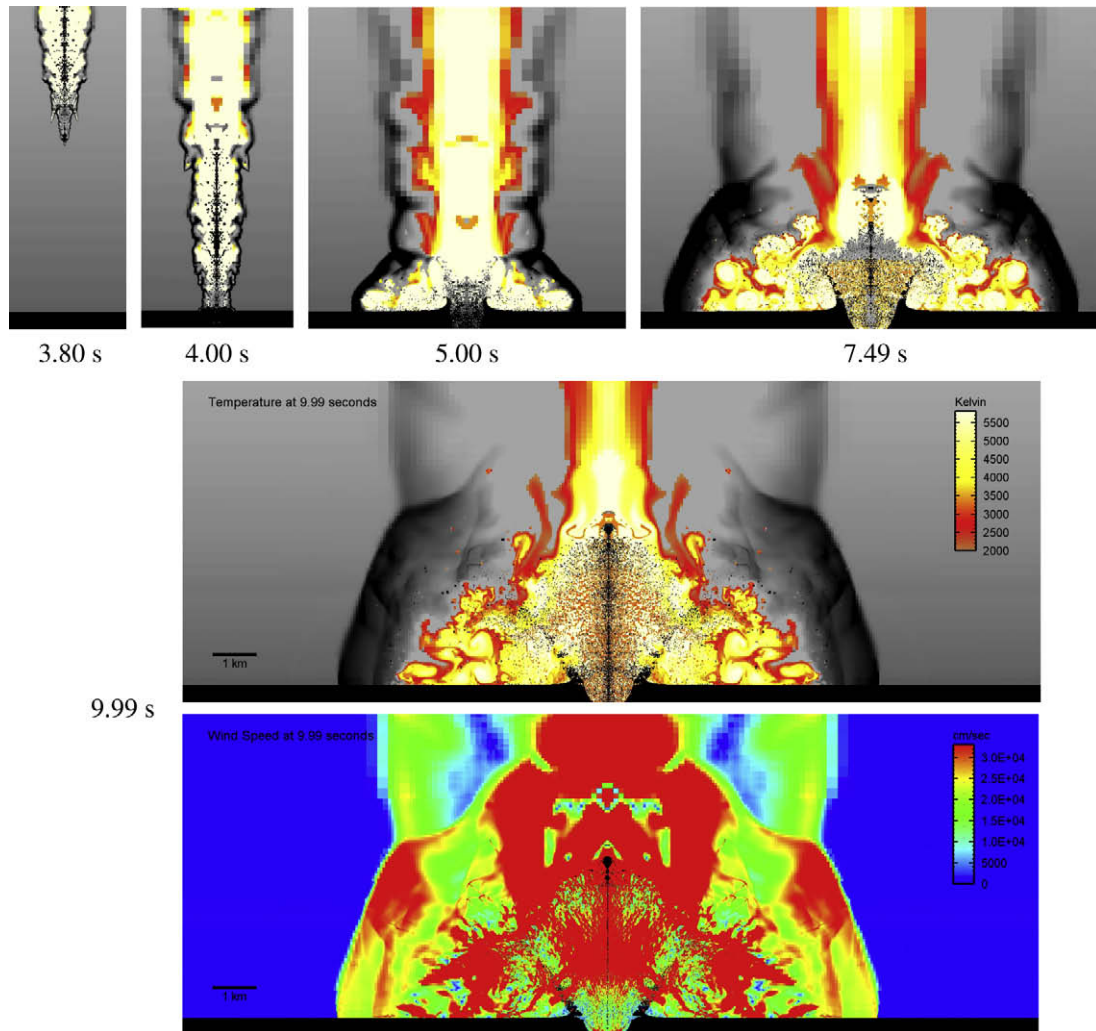 3.80 s
4.00 s
5.00 s
7.49 s
Temperature at 9.99 seconds
Kelvin
5500
5000
4500
4000
3500
3000
2500
2000
1 km
9.99 s
Wind Speed at 9.99 seconds
cm/sec
3.0E+04
2.5E+04
2.0E+04
1.5E+04
1.0E+04
5000
0
1 km